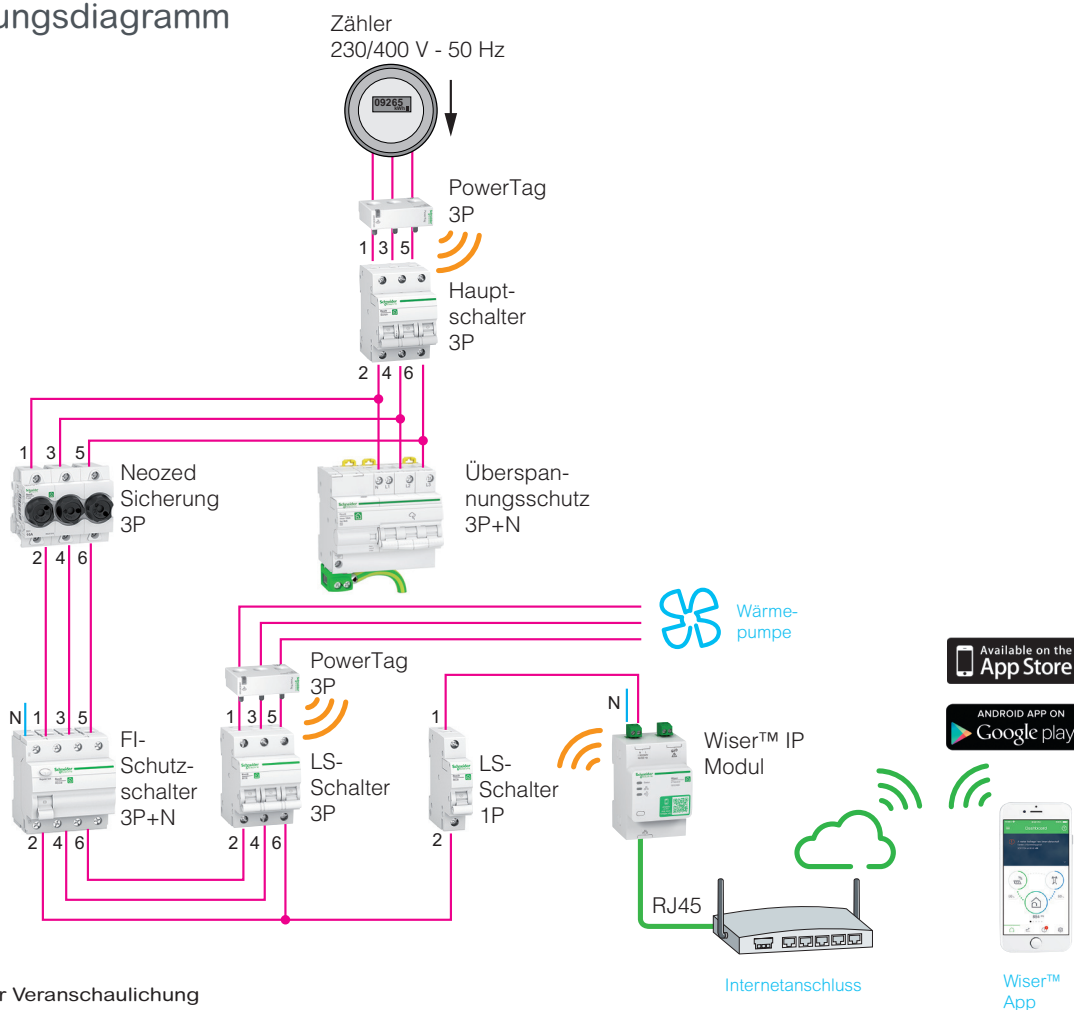 ungsdiagramm
Zähler
230/400 V - 50 Hz
09265
kWh
PowerTag
3P
1 3 5
Haupt-
schalter
3P
2 4 6
1 3 5
Neozed
Sicherung
3P
Überspan-
nungsschutz
3P+N
2 4 6
Wärme-
pumpe
PowerTag
3P
N 1 3 5
FI-
Schutz-
schalter
3P+N
2 4 6
1 3 5
LS-
Schalter
3P
2 4 6
1
LS-
Schalter
1P
2
N
Wiser™ IP
Modul
RJ45
Internetanschluss
Available on the
App Store
ANDROID APP ON
Google play
Wiser™
App
r Veranschaulichung